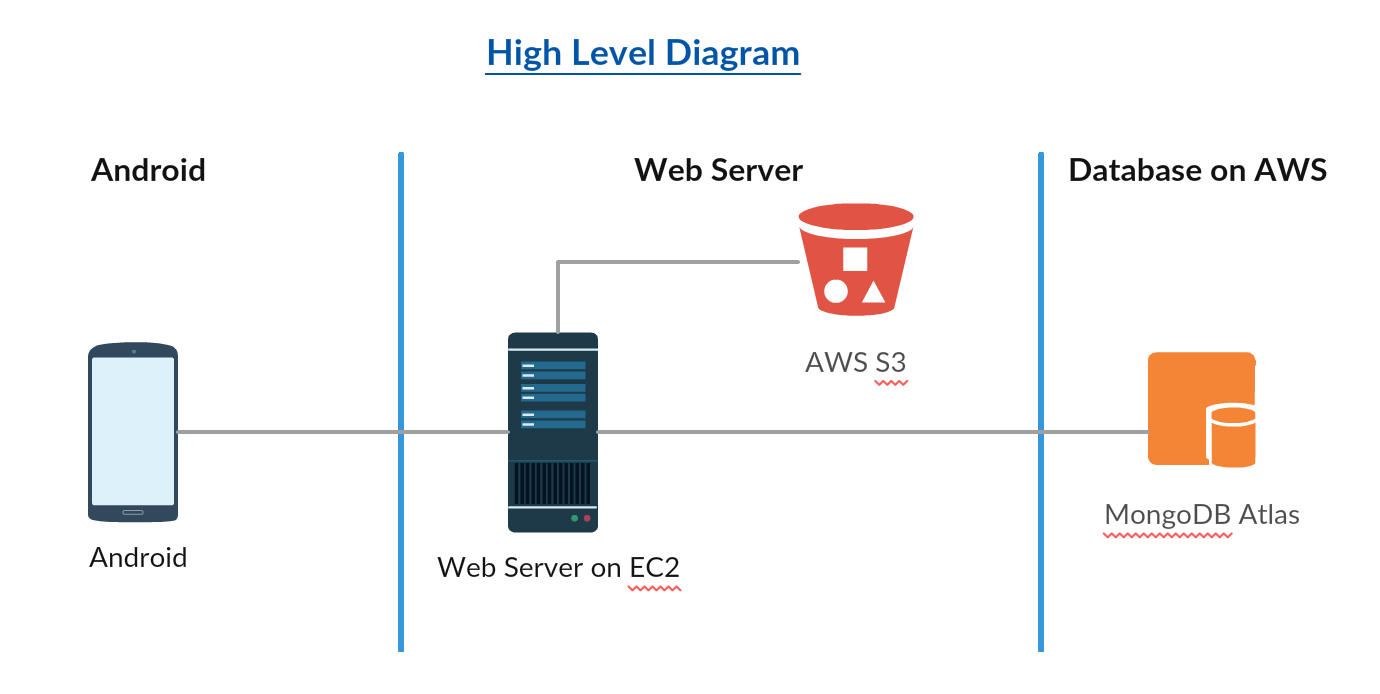 High Level Diagram
Android
Web Server
Database on AWS
AWS S3
MongoDB Atlas
Android
Web Server on EC2